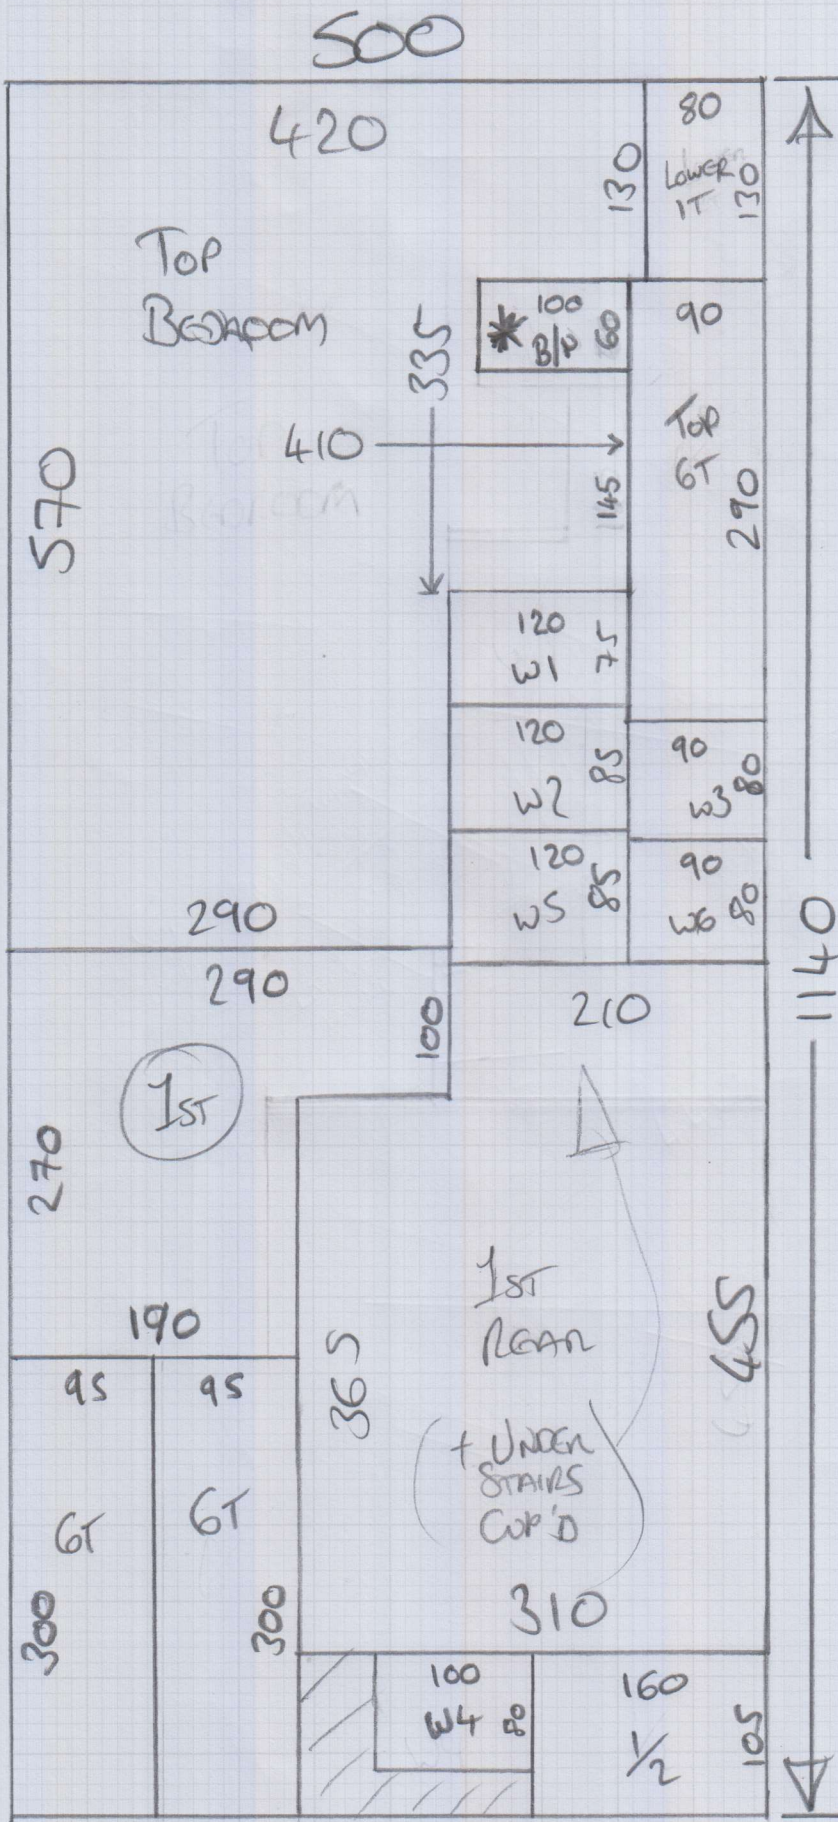 500
420
80
LOWER
1T
130
130
TOP
BEDROOM
335
* 100
B/P
60
90
TOP
6T
290
410
145
570
120
W1
75
120
W2
85
90
W3
80
120
W5
85
90
W6
80
290
290
100
210
1140
1ST
270
1ST
REAR
455
190
365
95
95
+ UNDER
STAIRS
CUP'D
6T
6T
300
300
310
100
W4
80
160
1/2
105